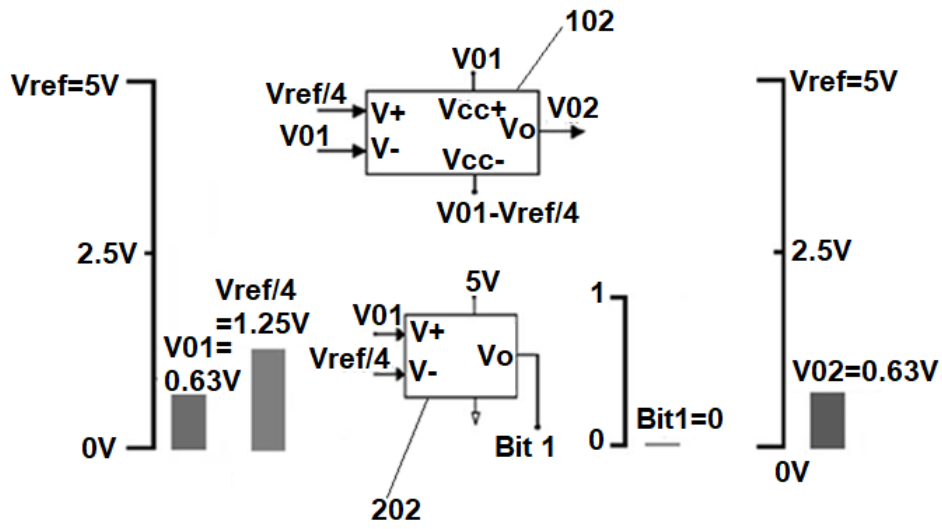 102
V01
Vref=5V
Vref=5V
Vref/4
V+
Vcc+
V02
V01
V-
Vo
Vcc-
V01-Vref/4
2.5V
2.5V
5V
Vref/4
=1.25V
1
V01
V+
V01=
0.63V
Vref/4
V-
Vo
V02=0.63V
Bit1=0
0V
Bit 1
0
0V
202